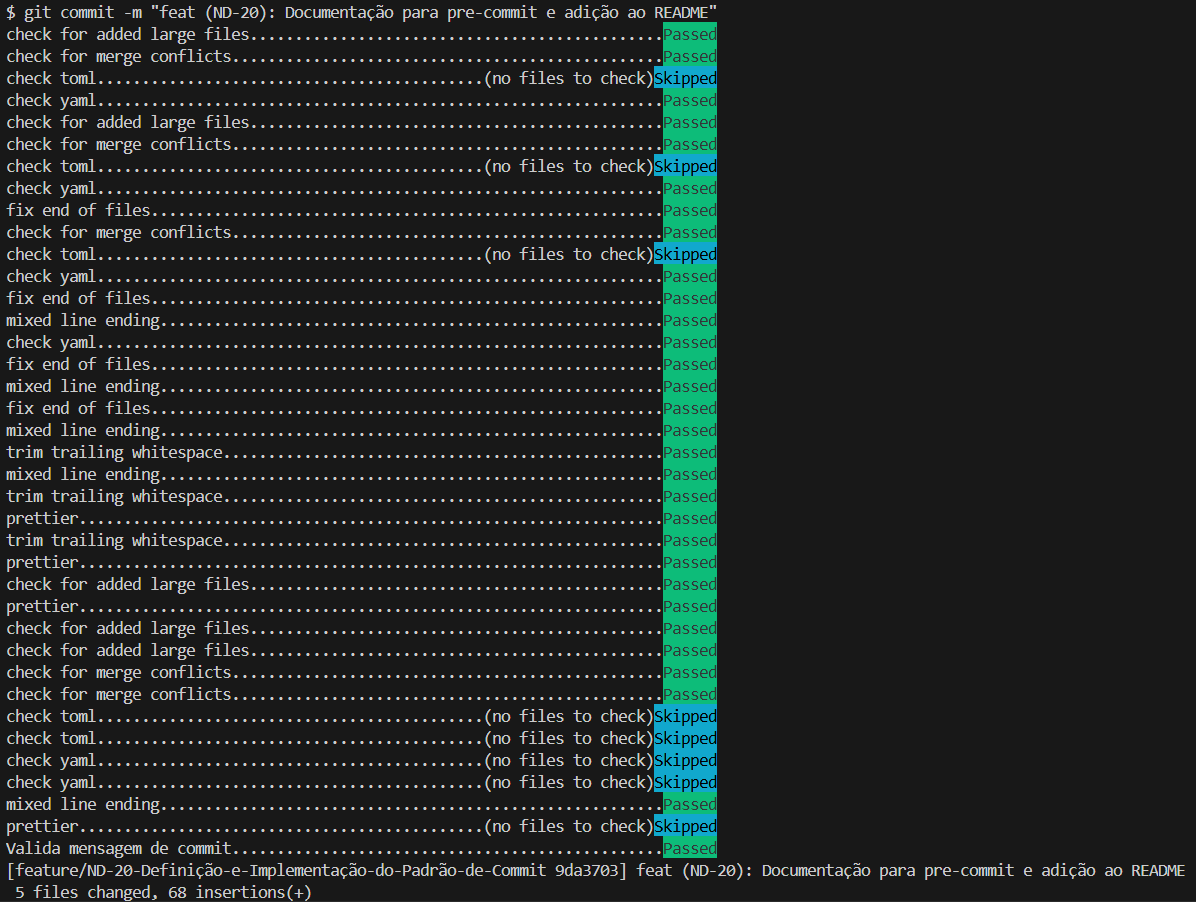 $ git commit -m "feat (ND-20): Documentação para pre-commit e adição ao README"
check for added large files..............................................Passed
check for merge conflicts................................................Passed
check toml...........................................(no files to check)Skipped
check yaml...............................................................Passed
check for added large files..............................................Passed
check for merge conflicts................................................Passed
check toml...........................................(no files to check)Skipped
check yaml...............................................................Passed
fix end of files.........................................................Passed
check for merge conflicts................................................Passed
check toml...........................................(no files to check)Skipped
check yaml...............................................................Passed
fix end of files.........................................................Passed
mixed line ending........................................................Passed
check yaml...............................................................Passed
fix end of files.........................................................Passed
mixed line ending........................................................Passed
fix end of files.........................................................Passed
mixed line ending........................................................Passed
trim trailing whitespace.................................................Passed
mixed line ending........................................................Passed
trim trailing whitespace.................................................Passed
prettier.................................................................Passed
trim trailing whitespace.................................................Passed
prettier.................................................................Passed
check for added large files..............................................Passed
prettier.................................................................Passed
check for added large files..............................................Passed
check for added large files..............................................Passed
check for merge conflicts................................................Passed
check for merge conflicts................................................Passed
check toml...........................................(no files to check)Skipped
check toml...........................................(no files to check)Skipped
check yaml...........................................(no files to check)Skipped
check yaml...........................................(no files to check)Skipped
mixed line ending........................................................Passed
prettier.............................................(no files to check)Skipped
Valida mensagem de commit................................................Passed
[feature/ND-20-Definição-e-Implementação-do-Padrão-de-Commit 9da3703] feat (ND-20): Documentação para pre-commit e adição ao README
 5 files changed, 68 insertions(+)